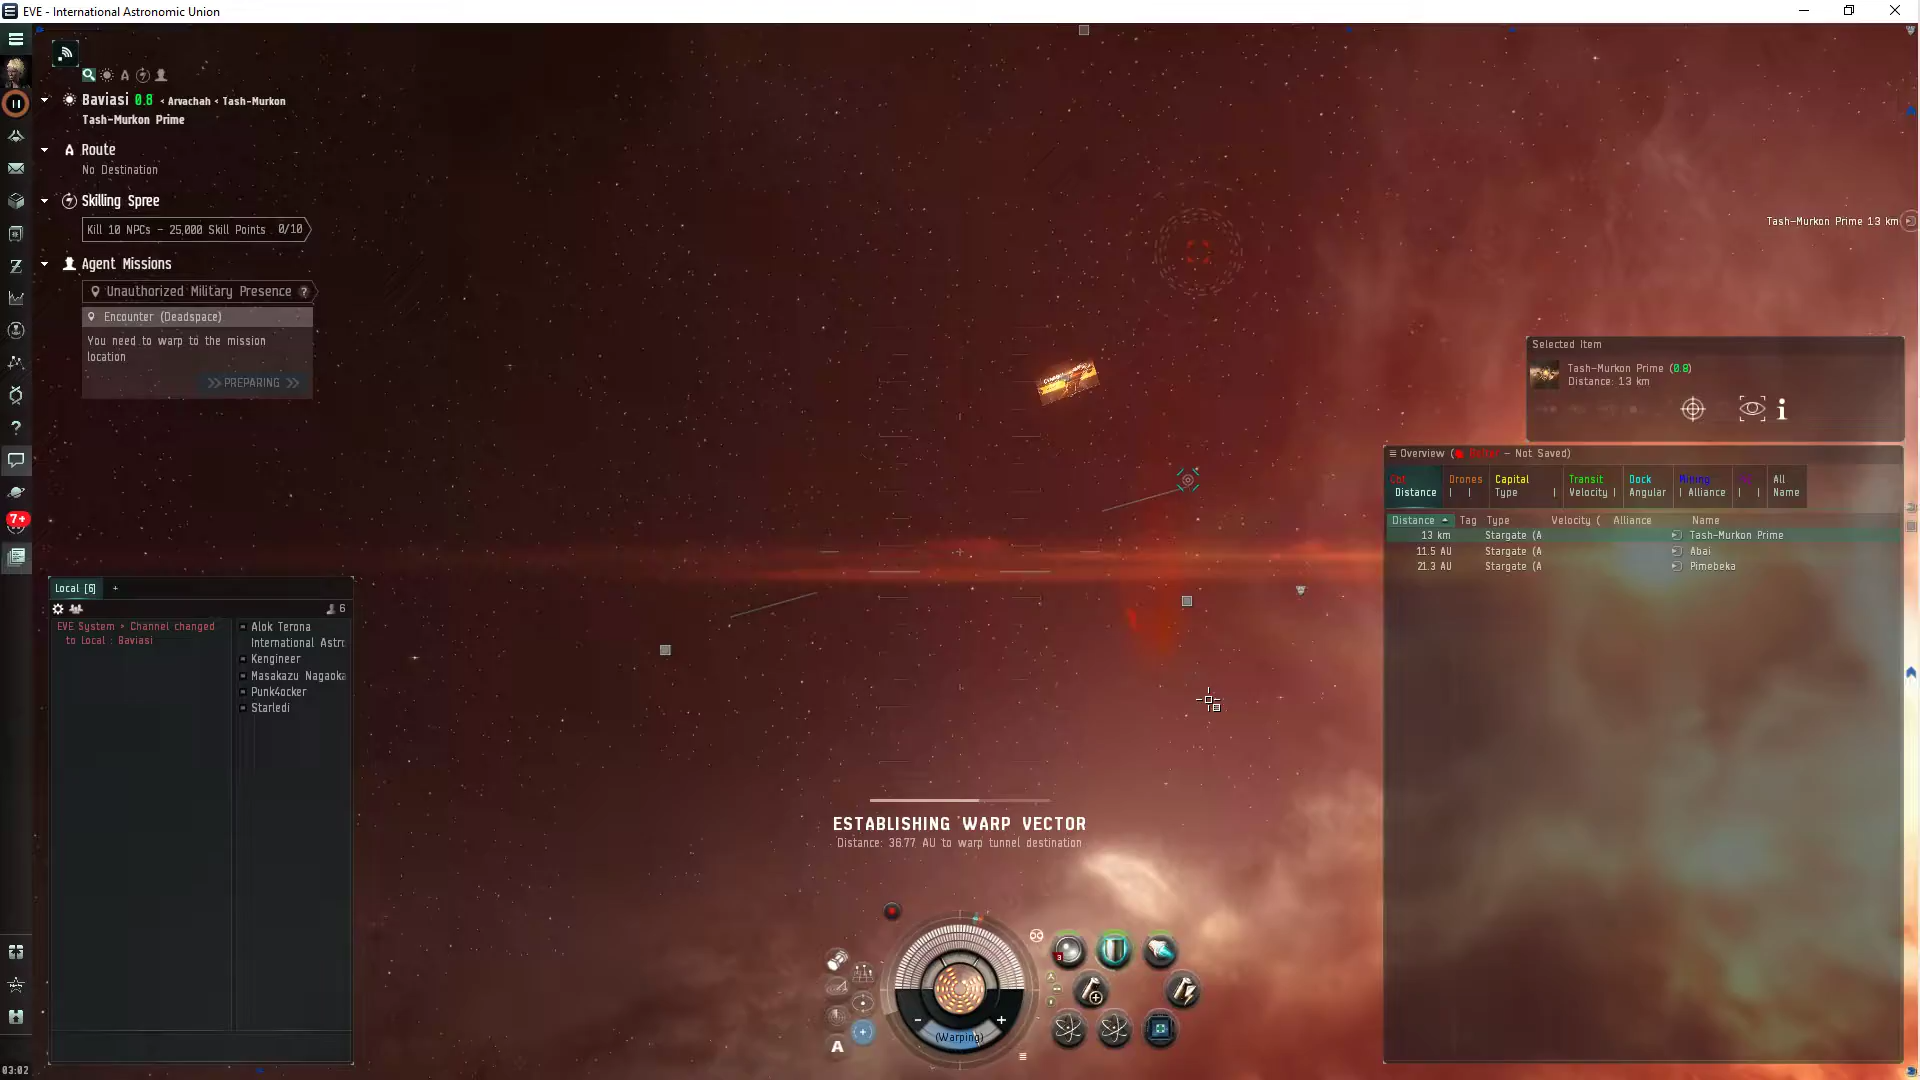 EVE - International Astronomic Union
Baviasi 0.8 < Arvachah < Tash-Murkon
Tash-Murkon Prime
Route
No Destination
Skilling Spree
Kill 10 NPCs - 25,000 Skill Points 0/10
Agent Missions
Unauthorized Military Presence ?
Encounter (Deadspace)
You need to warp to the mission
location
>> PREPARING >>
Tash-Murkon Prime 13 km
Selected Item
Tash-Murkon Prime (0.8)
Distance: 13 km
Overview ( - Not Saved)
Drones Capital Transit Dock Mining All
Distance Type Velocity Angular Alliance Name
Distance Tag Type Velocity ( Alliance Name
13 km Stargate (A Tash-Murkon Prime
11.5 AU Stargate (A Abai
21.3 AU Stargate (A Pimebeka
7+
Local [6] +
6
EVE System > Channel changed
to Local : Baviasi
Alok Terona
International Astro
Kengineer
Masakazu Nagaoka
Punk4ocker
Starledi
ESTABLISHING WARP VECTOR
Distance: 36.77 AU to warp tunnel destination
3
(Warping)
A
03:02